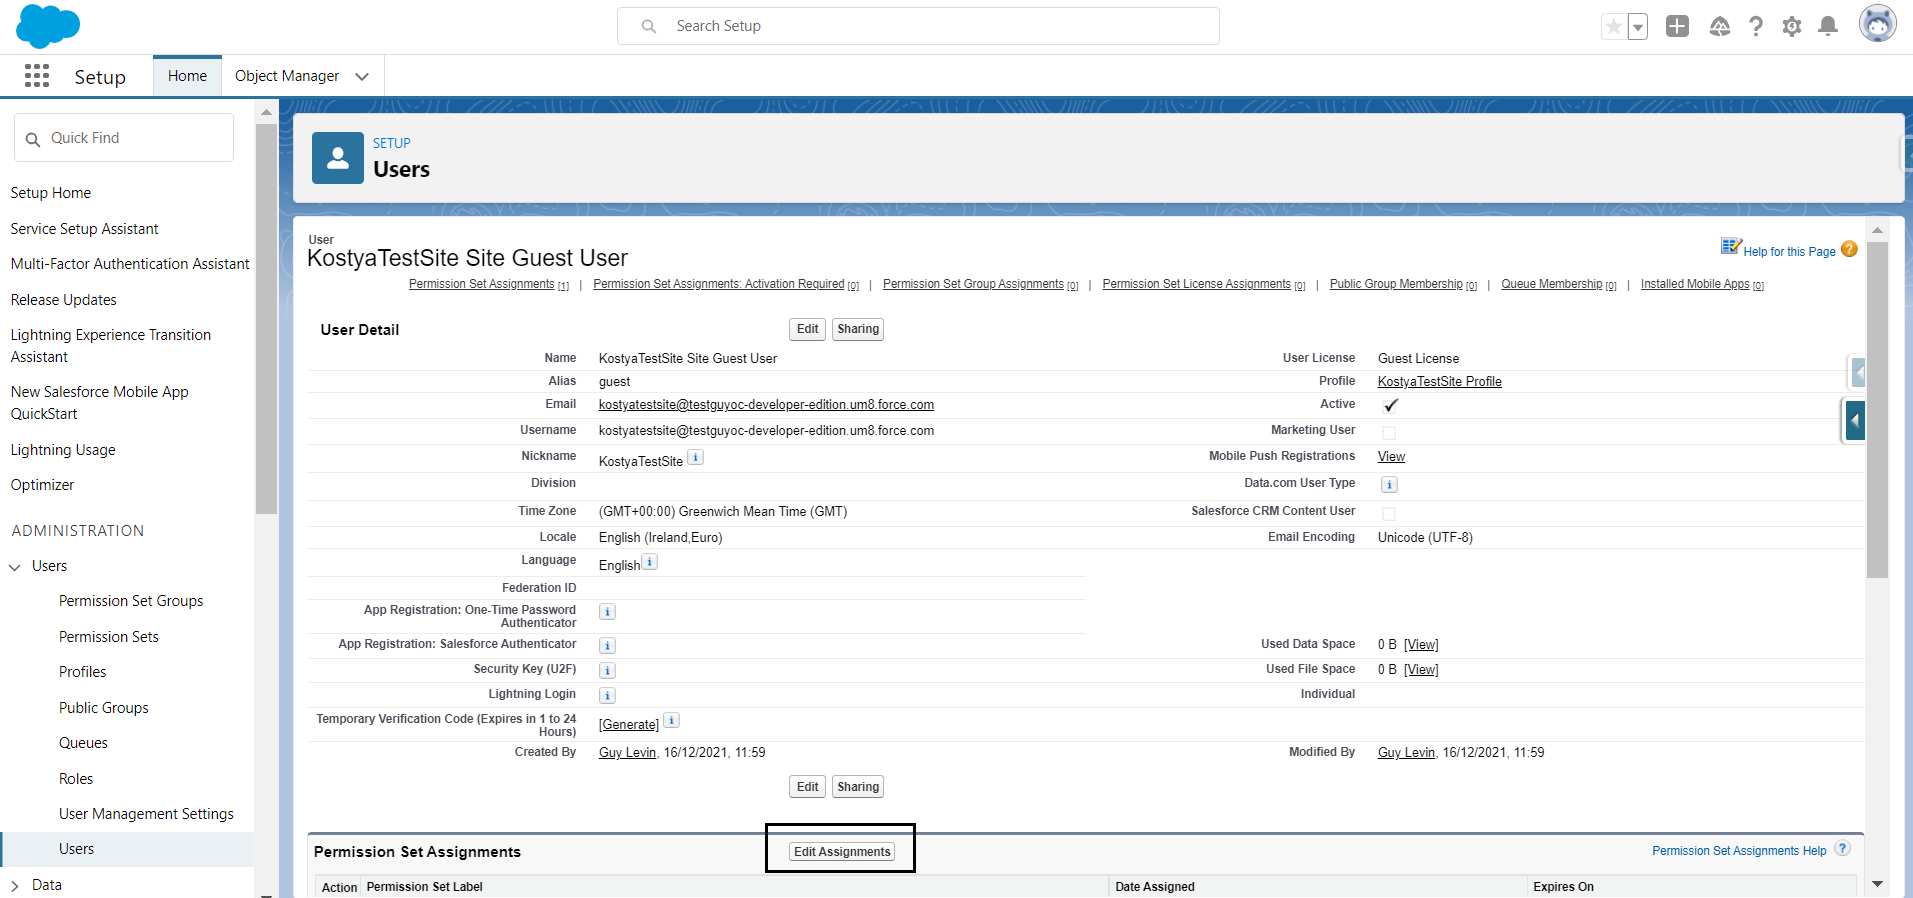 Search Setup
Setup
Home
Object Manager
Quick Find
Setup Home
Service Setup Assistant
Multi-Factor Authentication Assistant
Release Updates
Lightning Experience Transition
Assistant
New Salesforce Mobile App
QuickStart
Lightning Usage
Optimizer
ADMINISTRATION
Users
Permission Set Groups
Permission Sets
Profiles
Public Groups
Queues
Roles
User Management Settings
Users
Data
SETUP
Users
User
KostyaTestSite Site Guest User
Help for this Page ?
Permission Set Assignments [1] | Permission Set Assignments: Activation Required [0] | Permission Set Group Assignments [0] | Permission Set License Assignments [0] | Public Group Membership [0] | Queue Membership [0] | Installed Mobile Apps [0]
User Detail Edit Sharing
Name KostyaTestSite Site Guest User User License Guest License
Alias guest Profile KostyaTestSite Profile
Email kostyatestsite@testguyoc-developer-edition.um8.force.com Active
Username kostyatestsite@testguyoc-developer-edition.um8.force.com Marketing User
Nickname KostyaTestSite i Mobile Push Registrations View
Division Data.com User Type i
Time Zone (GMT+00:00) Greenwich Mean Time (GMT) Salesforce CRM Content User
Locale English (Ireland,Euro) Email Encoding Unicode (UTF-8)
Language English i
Federation ID
App Registration: One-Time Password
Authenticator i
App Registration: Salesforce Authenticator i Used Data Space 0 B [View]
Security Key (U2F) i Used File Space 0 B [View]
Lightning Login i Individual
Temporary Verification Code (Expires in 1 to 24
Hours) [Generate] i
Created By Guy Levin, 16/12/2021, 11:59 Modified By Guy Levin, 16/12/2021, 11:59
Edit Sharing
Permission Set Assignments Edit Assignments Permission Set Assignments Help ?
Action Permission Set Label Date Assigned Expires On